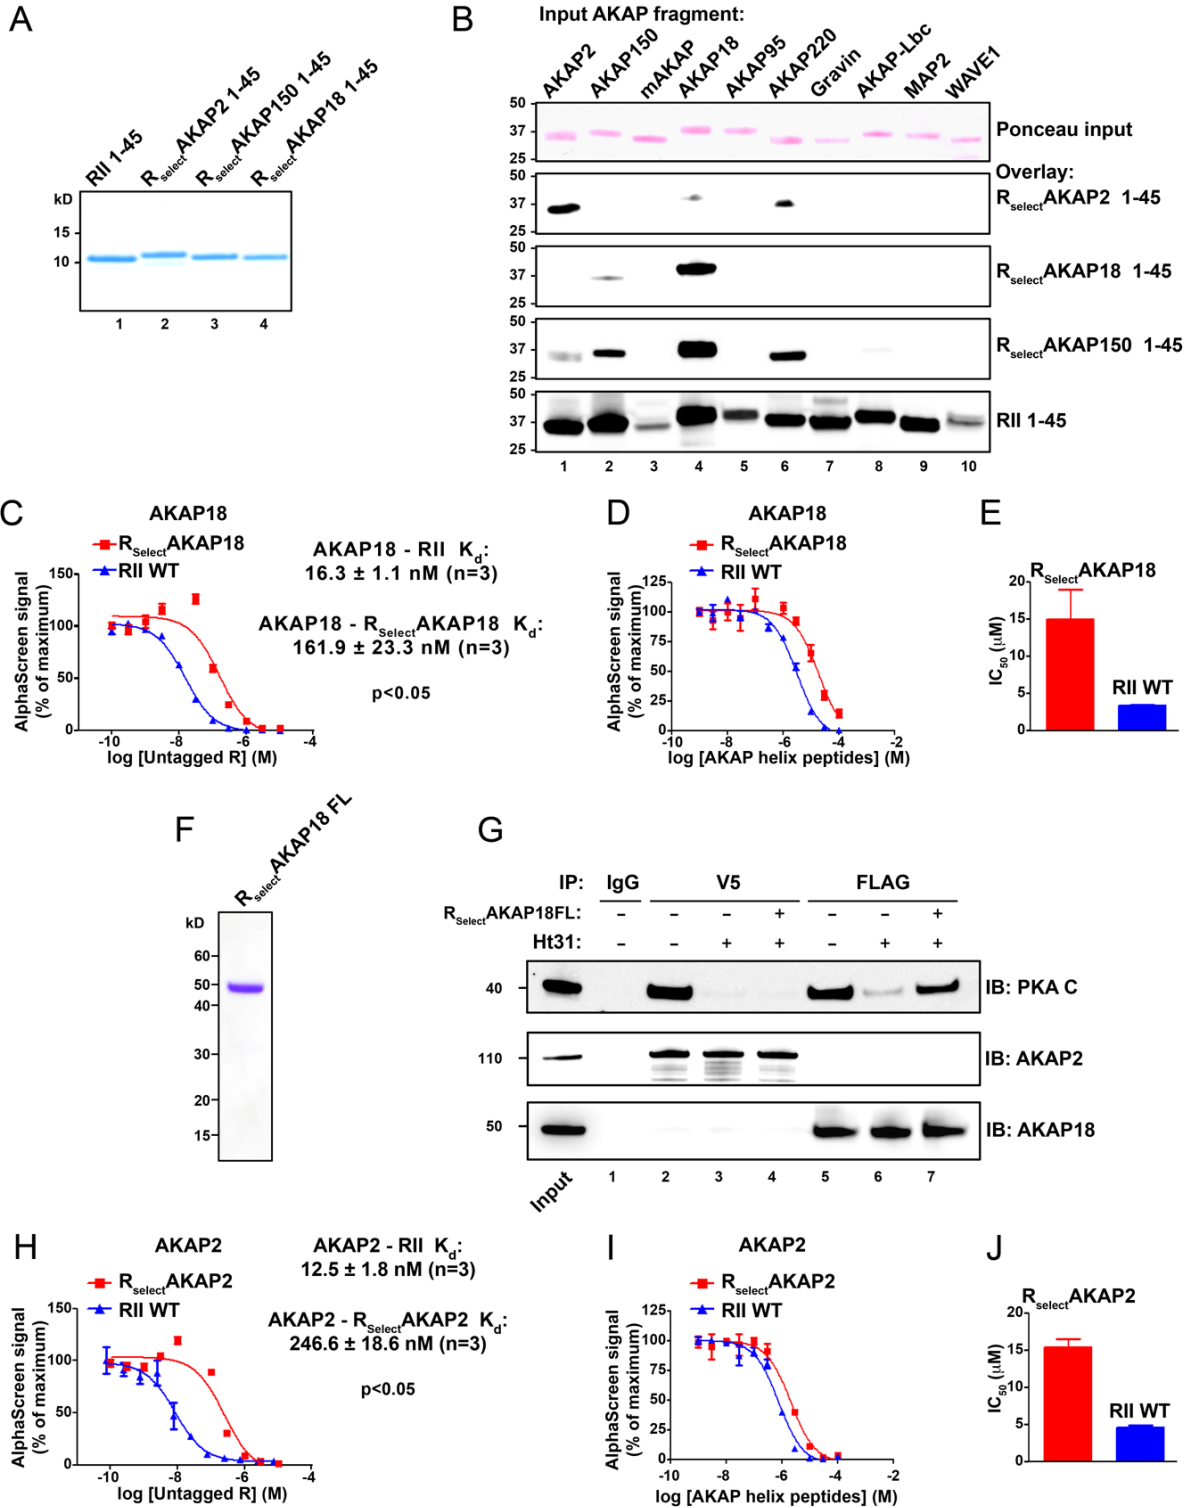 A
RII 1-45
RselectAKAP2 1-45
RselectAKAP150 1-45
RselectAKAP18 1-45
kD
15
10
1 2 3 4
B
Input AKAP fragment:
AKAP2 AKAP150 mAKAP AKAP18 AKAP95 AKAP220 Gravin AKAP-Lbc MAP2 WAVE1
50
37
25
Ponceau input
Overlay:
50
37
25
RselectAKAP2 1-45
50
37
25
RselectAKAP18 1-45
50
37
25
RselectAKAP150 1-45
50
37
25
RII 1-45
1 2 3 4 5 6 7 8 9 10
C
AKAP18
RSelectAKAP18
RII WT
AlphaScreen signal
(% of maximum)
150
100
50
0
-10 -8 -6 -4
log [Untagged R] (M)
AKAP18 - RII Kd:
16.3 ± 1.1 nM (n=3)
AKAP18 - RSelectAKAP18 Kd:
161.9 ± 23.3 nM (n=3)
p<0.05
D
AKAP18
RSelectAKAP18
RII WT
AlphaScreen signal
(% of maximum)
125
100
75
50
25
0
-10 -8 -6 -4 -2
log [AKAP helix peptides] (M)
E
RSelectAKAP18
IC50 (µM)
20
15
10
5
0
RII WT
F
RselectAKAP18 FL
kD
60
50
40
30
20
15
G
IP: IgG V5 FLAG
RSelectAKAP18FL: – – – + – – +
Ht31: – – + + – + +
40
IB: PKA C
110
IB: AKAP2
50
IB: AKAP18
Input 1 2 3 4 5 6 7
H
AKAP2
RselectAKAP2
RII WT
AlphaScreen signal
(% of maximum)
150
100
50
0
-10 -8 -6 -4
log [Untagged R] (M)
AKAP2 - RII Kd:
12.5 ± 1.8 nM (n=3)
AKAP2 - RSelectAKAP2 Kd:
246.6 ± 18.6 nM (n=3)
p<0.05
I
AKAP2
RselectAKAP2
RII WT
AlphaScreen signal
(% of maximum)
125
100
75
50
25
0
-10 -8 -6 -4 -2
log [AKAP helix peptides] (M)
J
RselectAKAP2
IC50 (µM)
20
15
10
5
0
RII WT